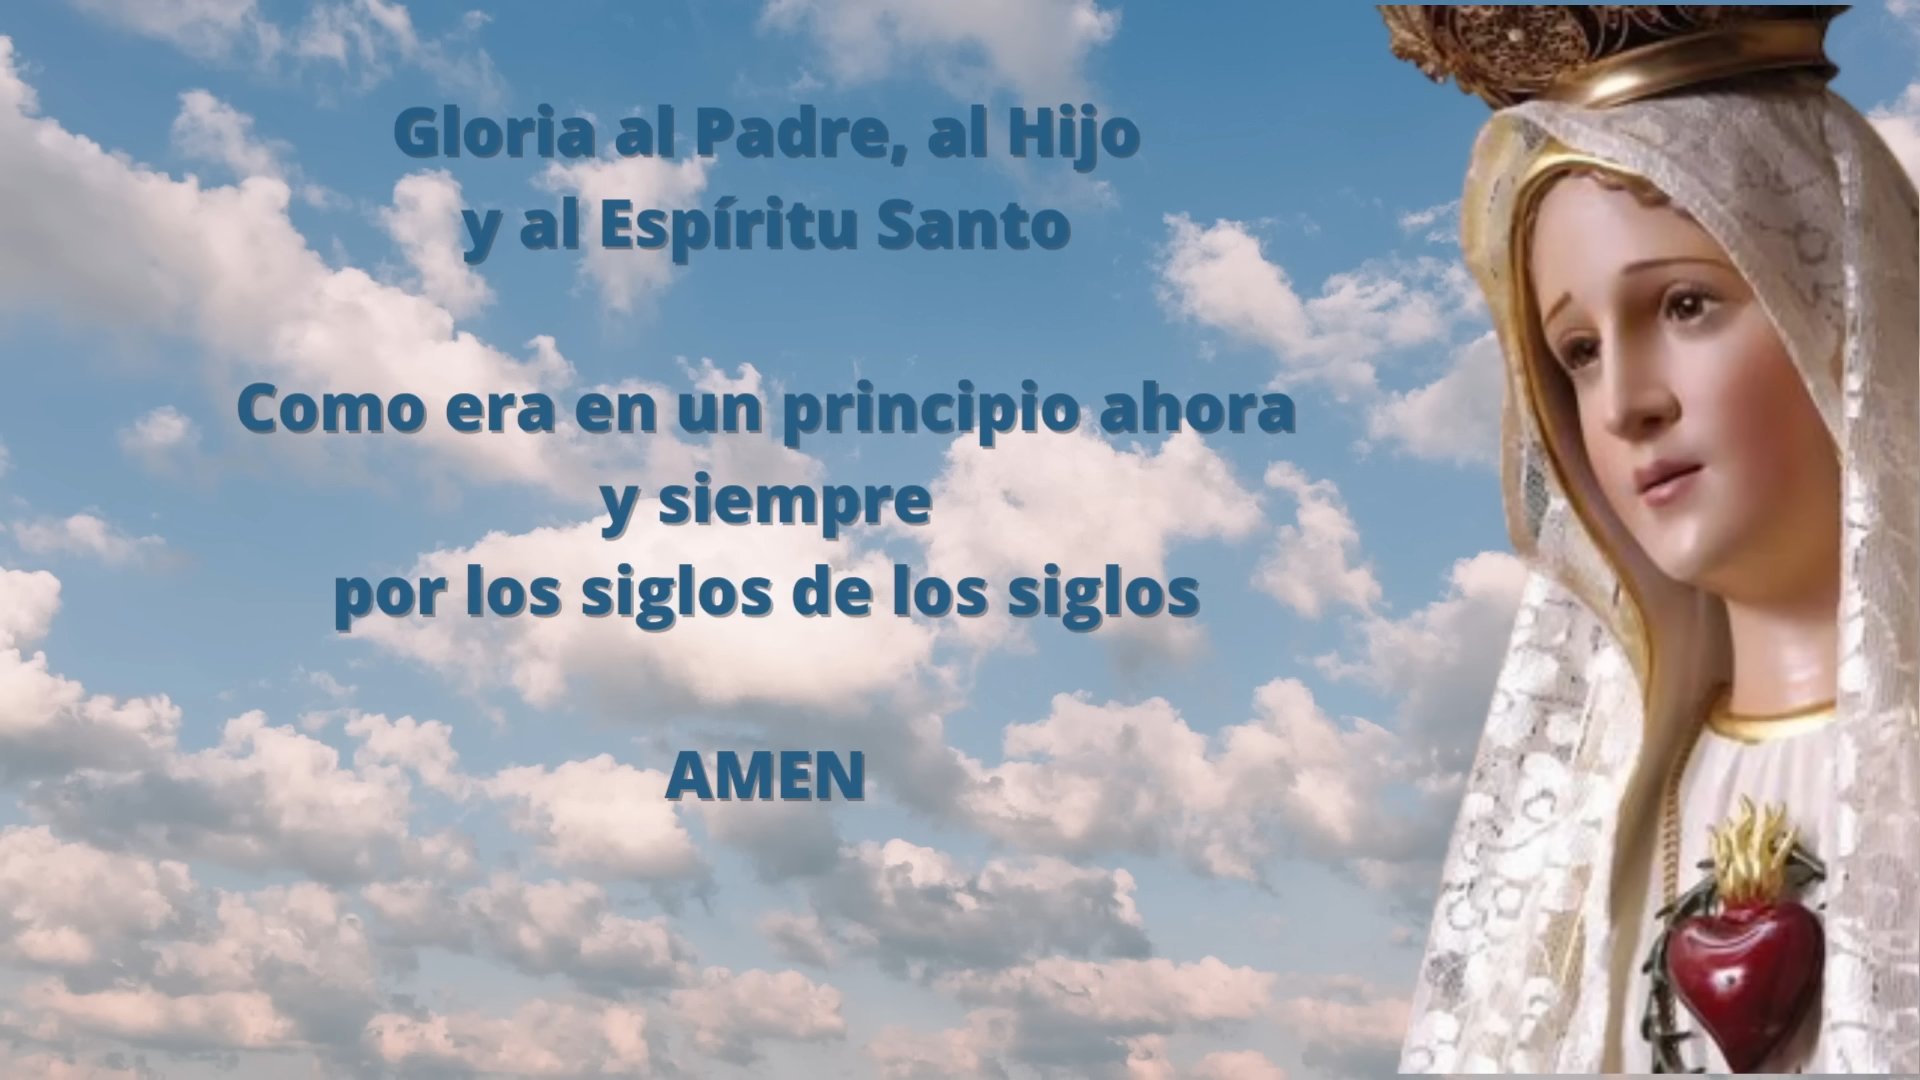 Gloria al Padre, al Hijo
y al Espíritu Santo
Como era en un principio ahora
y siempre
por los siglos de los siglos
AMEN